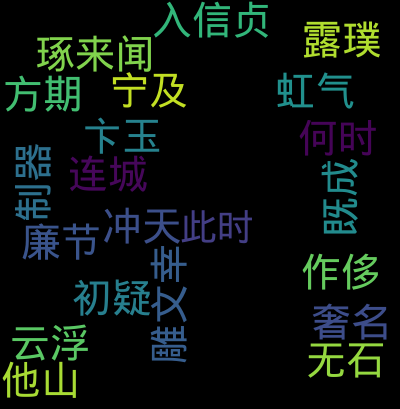 入信贞
露璞
琢来闻
方期
宁及
虹气
卞玉
何时
连城
制器
既成
廉节
冲天
此时
雕文幸
作侈
初疑
奢名
云浮
无石
他山